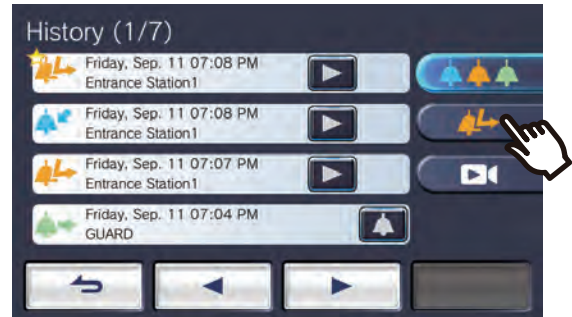 History (1/7)
Friday, Sep. 11 07:08 PM
Entrance Station1
Friday, Sep. 11 07:08 PM
Entrance Station1
Friday, Sep. 11 07:07 PM
Entrance Station1
Friday, Sep. 11 07:04 PM
GUARD